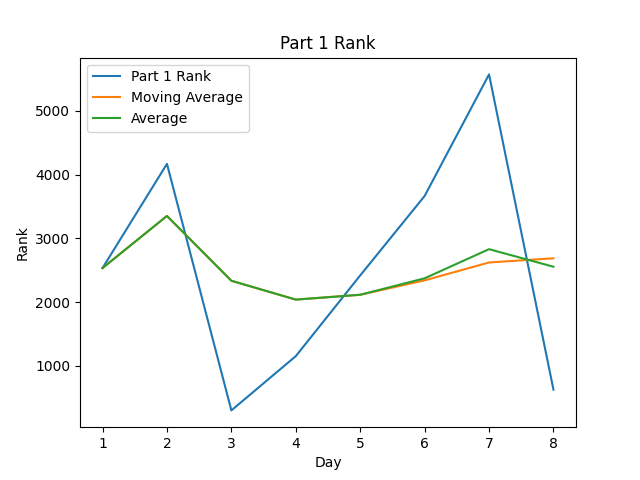 Part 1 Rank
Part 1 Rank
Moving Average
Average
5000
4000
3000
2000
1000
Rank
1 2 3 4 5 6 7 8
Day